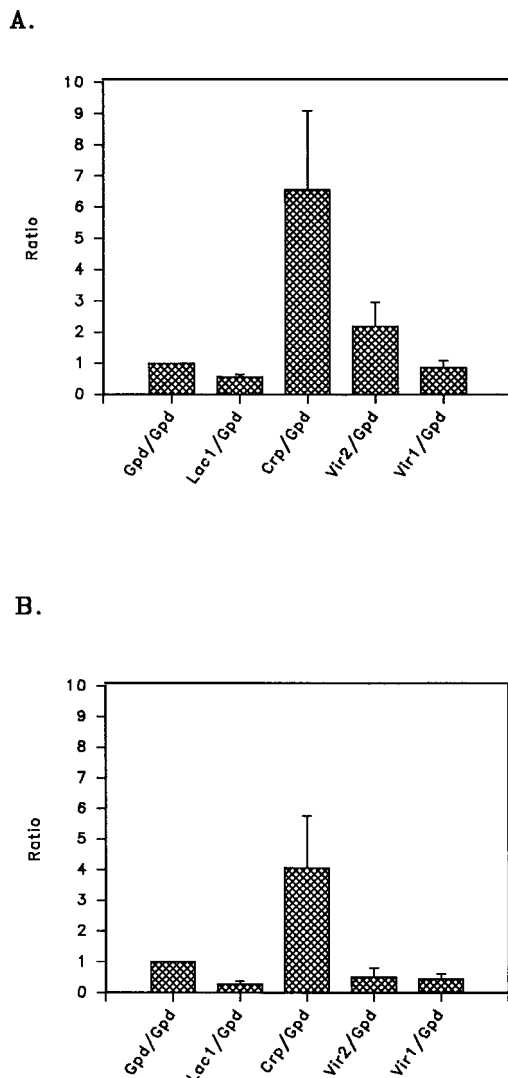 A.
10
9
8
7
6
5
4
3
2
1
0
Ratio
Gpd/Gpd
Lac1/Gpd
Crp/Gpd
Vir2/Gpd
Vir1/Gpd
B.
10
9
8
7
6
5
4
3
2
1
0
Ratio
Gpd/Gpd
Lac1/Gpd
Crp/Gpd
Vir2/Gpd
Vir1/Gpd